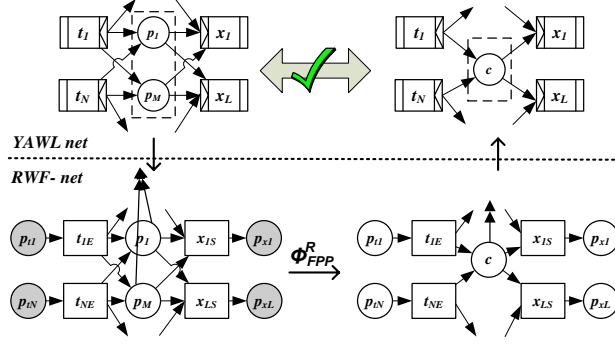 t1 p1 x1 t1 x1
c
tN pM xL tN xL
YAWL net
RWF- net
pt1 t1E p1 x1S px1 pt1 t1E x1S px1
Φ R FPP c
ptN tNE pM xLS pxL ptN tNE xLS pxL